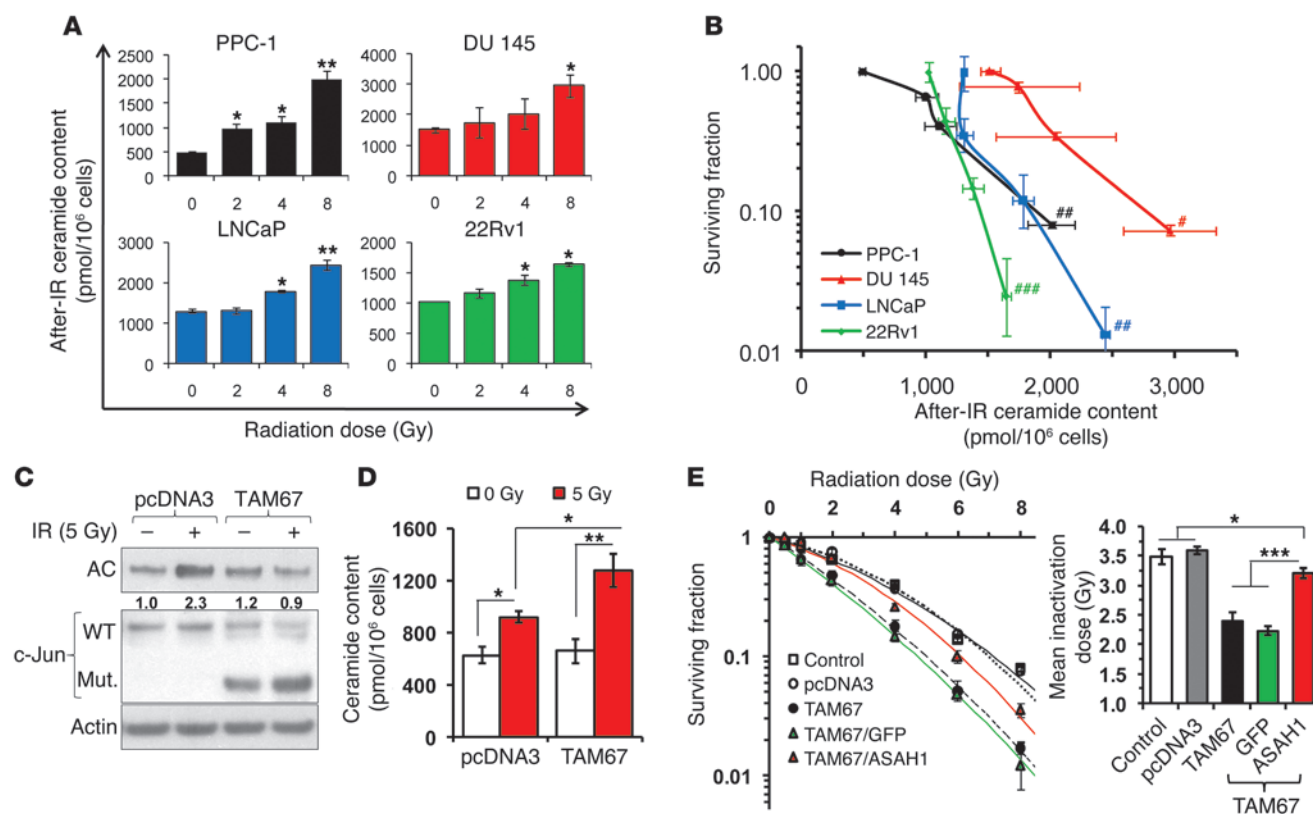 A
PPC-1
DU 145
2500
2000
1500
1000
500
0
0 2 4 8
* * **
4000
3000
2000
1000
0
0 2 4 8
*
LNCaP
22Rv1
3000
2000
1000
0
0 2 4 8
* **
2000
1500
1000
500
0
0 2 4 8
* *
After-IR ceramide content
(pmol/10⁶ cells)
Radiation dose (Gy)
B
Surviving fraction
1.00
0.10
0.01
0 1,000 2,000 3,000
After-IR ceramide content
(pmol/10⁶ cells)
PPC-1
DU 145
LNCaP
22Rv1
##
#
###
##
C
pcDNA3 TAM67
IR (5 Gy) – + – +
AC
1.0 2.3 1.2 0.9
WT
c-Jun
Mut.
Actin
D
0 Gy 5 Gy
Ceramide content
(pmol/10⁶ cells)
1600
1200
900
600
300
0
*
* **
pcDNA3 TAM67
E
Radiation dose (Gy)
0 2 4 6 8
Surviving fraction
1
0.1
0.01
Control
pcDNA3
TAM67
TAM67/GFP
TAM67/ASAH1
Mean inactivation
dose (Gy)
4.0
3.5
3.0
2.5
2.0
1.5
1.0
*
***
Control
pcDNA3
TAM67
GFP
ASAH1
TAM67